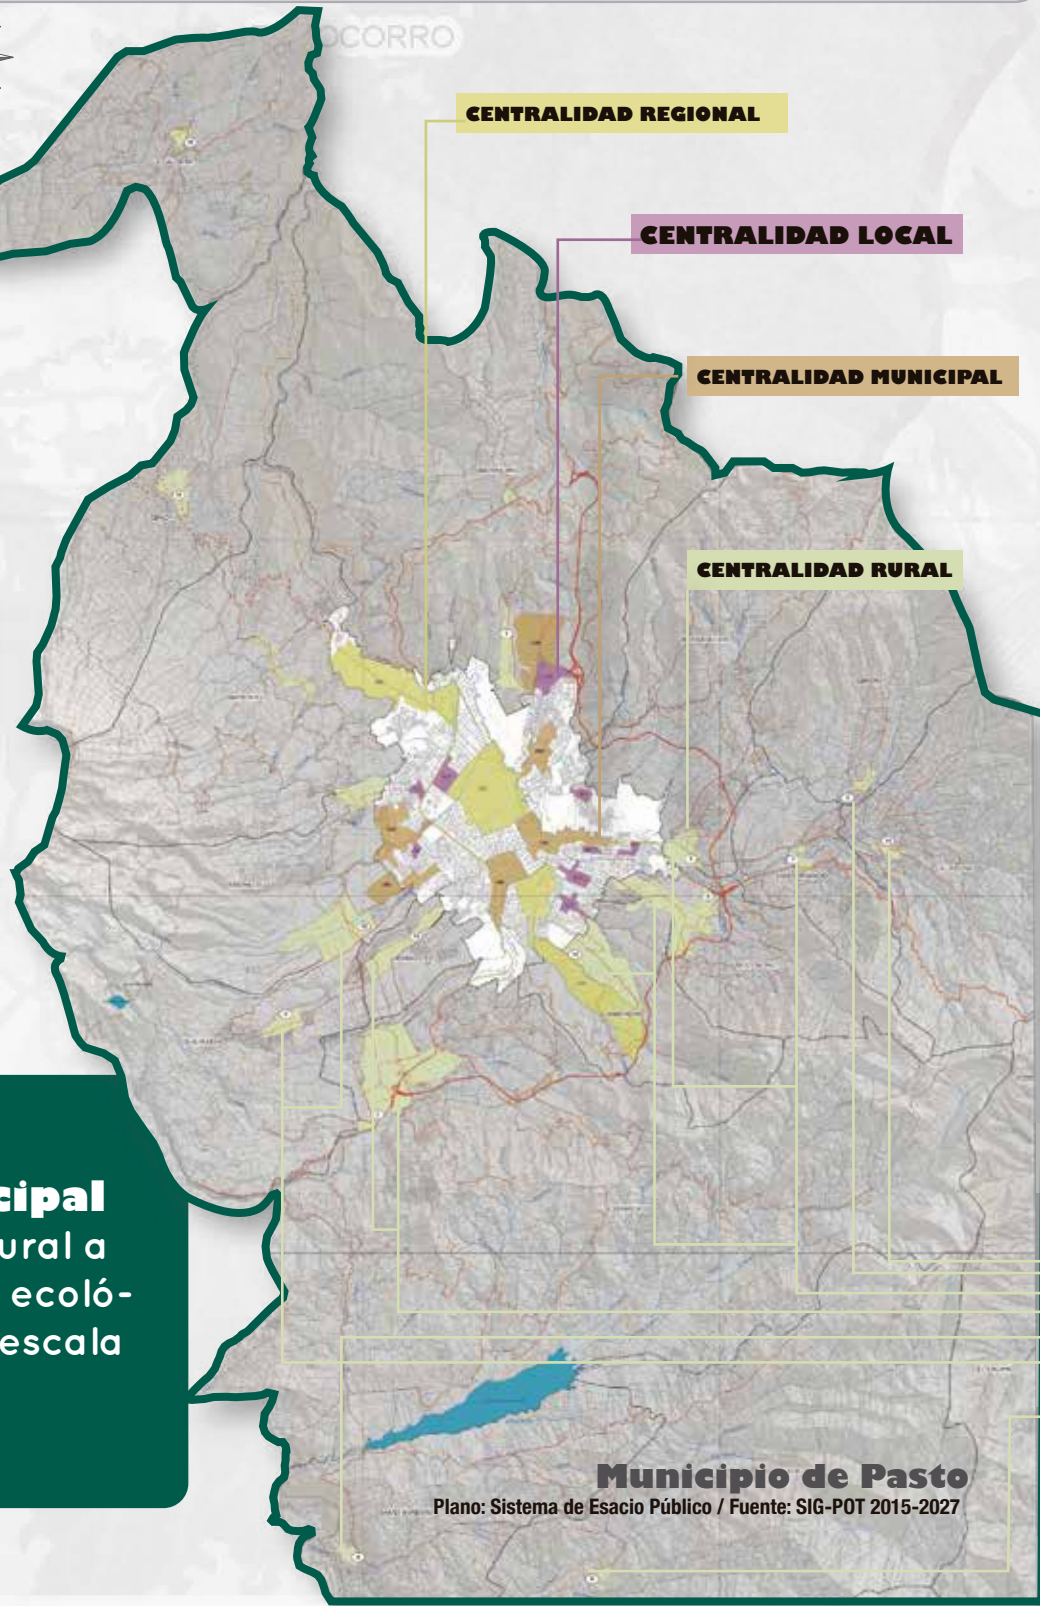 OCORRO
CENTRALIDAD REGIONAL
CENTRALIDAD LOCAL
CENTRALIDAD MUNICIPAL
CENTRALIDAD RURAL
cipal
ural a
ecoló-
escala
Municipio de Pasto
Plano: Sistema de Esacio Público / Fuente: SIG-POT 2015-2027